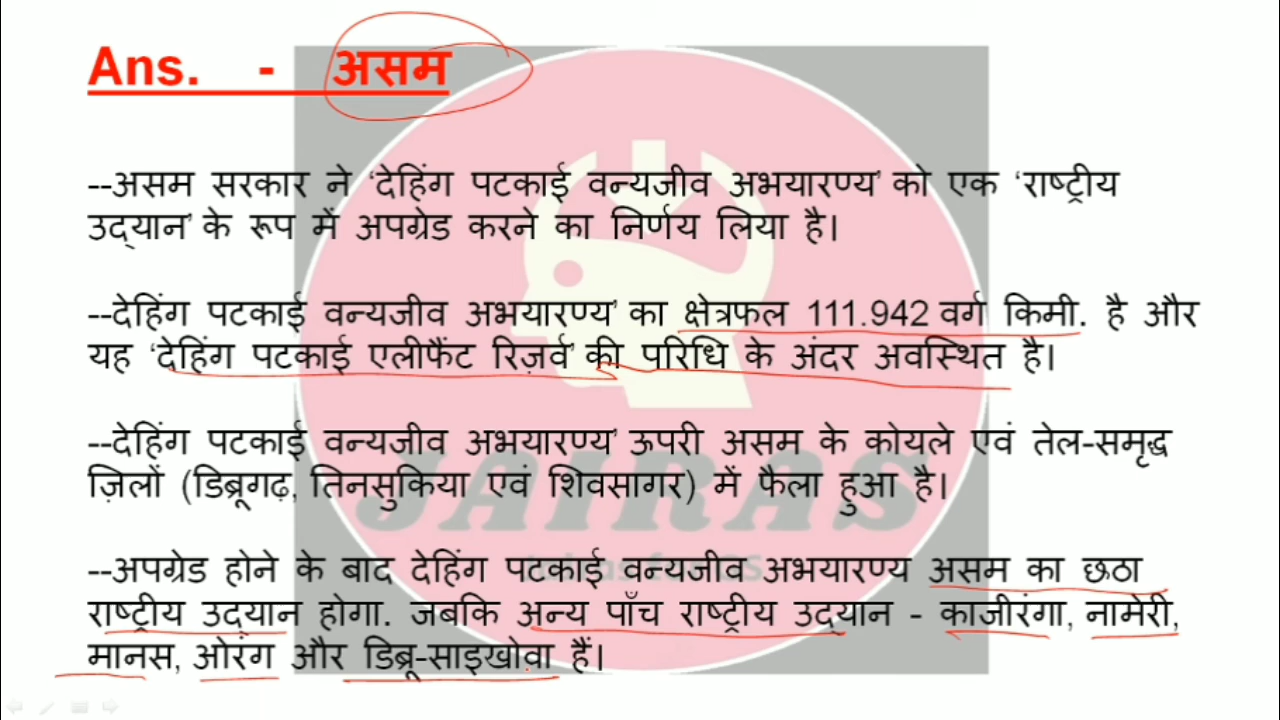 Ans. - असम
--असम सरकार ने 'देहिंग पटकाई वन्यजीव अभयारण्य' को एक 'राष्ट्रीय
उद्यान' के रूप में अपग्रेड करने का निर्णय लिया है।
--देहिंग पटकाई वन्यजीव अभयारण्य' का क्षेत्रफल 111.942 वर्ग किमी. है और
यह 'देहिंग पटकाई एलीफैंट रिज़र्व' की परिधि के अंदर अवस्थित है।
--देहिंग पटकाई वन्यजीव अभयारण्य' ऊपरी असम के कोयले एवं तेल-समृद्ध
ज़िलों (डिब्रूगढ़, तिनसुकिया एवं शिवसागर) में फैला हुआ है।
--अपग्रेड होने के बाद देहिंग पटकाई वन्यजीव अभयारण्य असम का छठा
राष्ट्रीय उद्यान होगा. जबकि अन्य पाँच राष्ट्रीय उद्यान - काजीरंगा, नामेरी,
मानस, ओरंग और डिब्रू-साइखोवा हैं।
JAIRAS